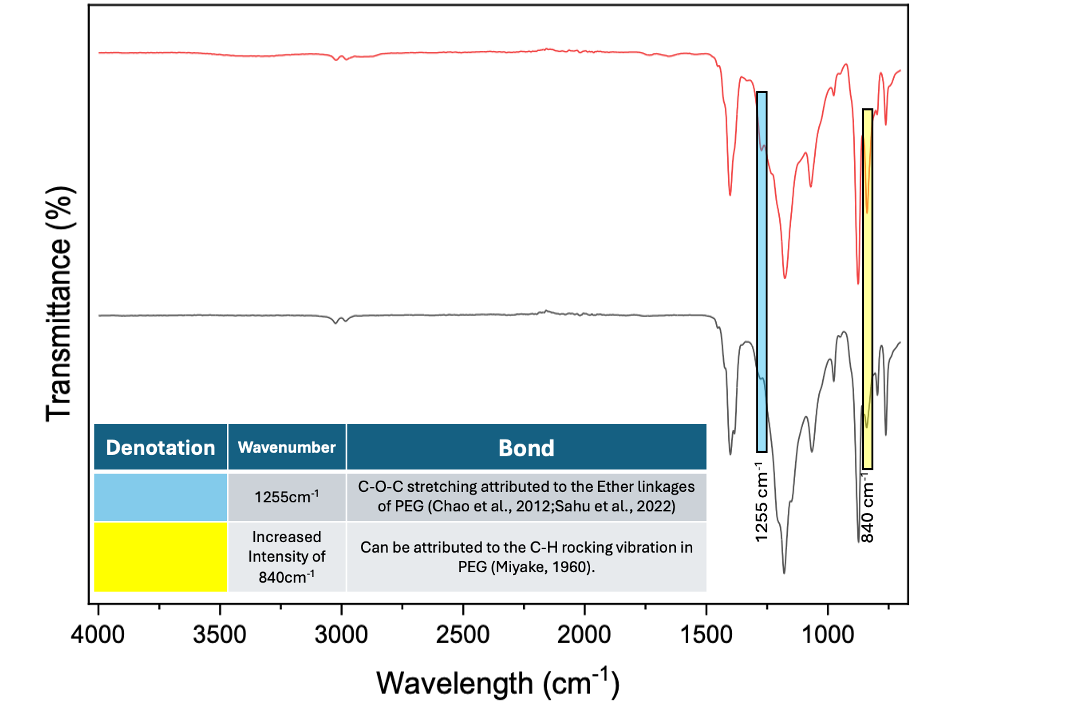 Transmittance (%)
Denotation Wavenumber Bond
1255cm⁻¹
C-O-C stretching attributed to the Ether linkages
of PEG (Chao et al., 2012;Sahu et al., 2022)
Increased
Intensity of
840cm⁻¹
Can be attributed to the C-H rocking vibration in
PEG (Miyake, 1960).
1255 cm⁻¹
840 cm⁻¹
4000 3500 3000 2500 2000 1500 1000
Wavelength (cm⁻¹)